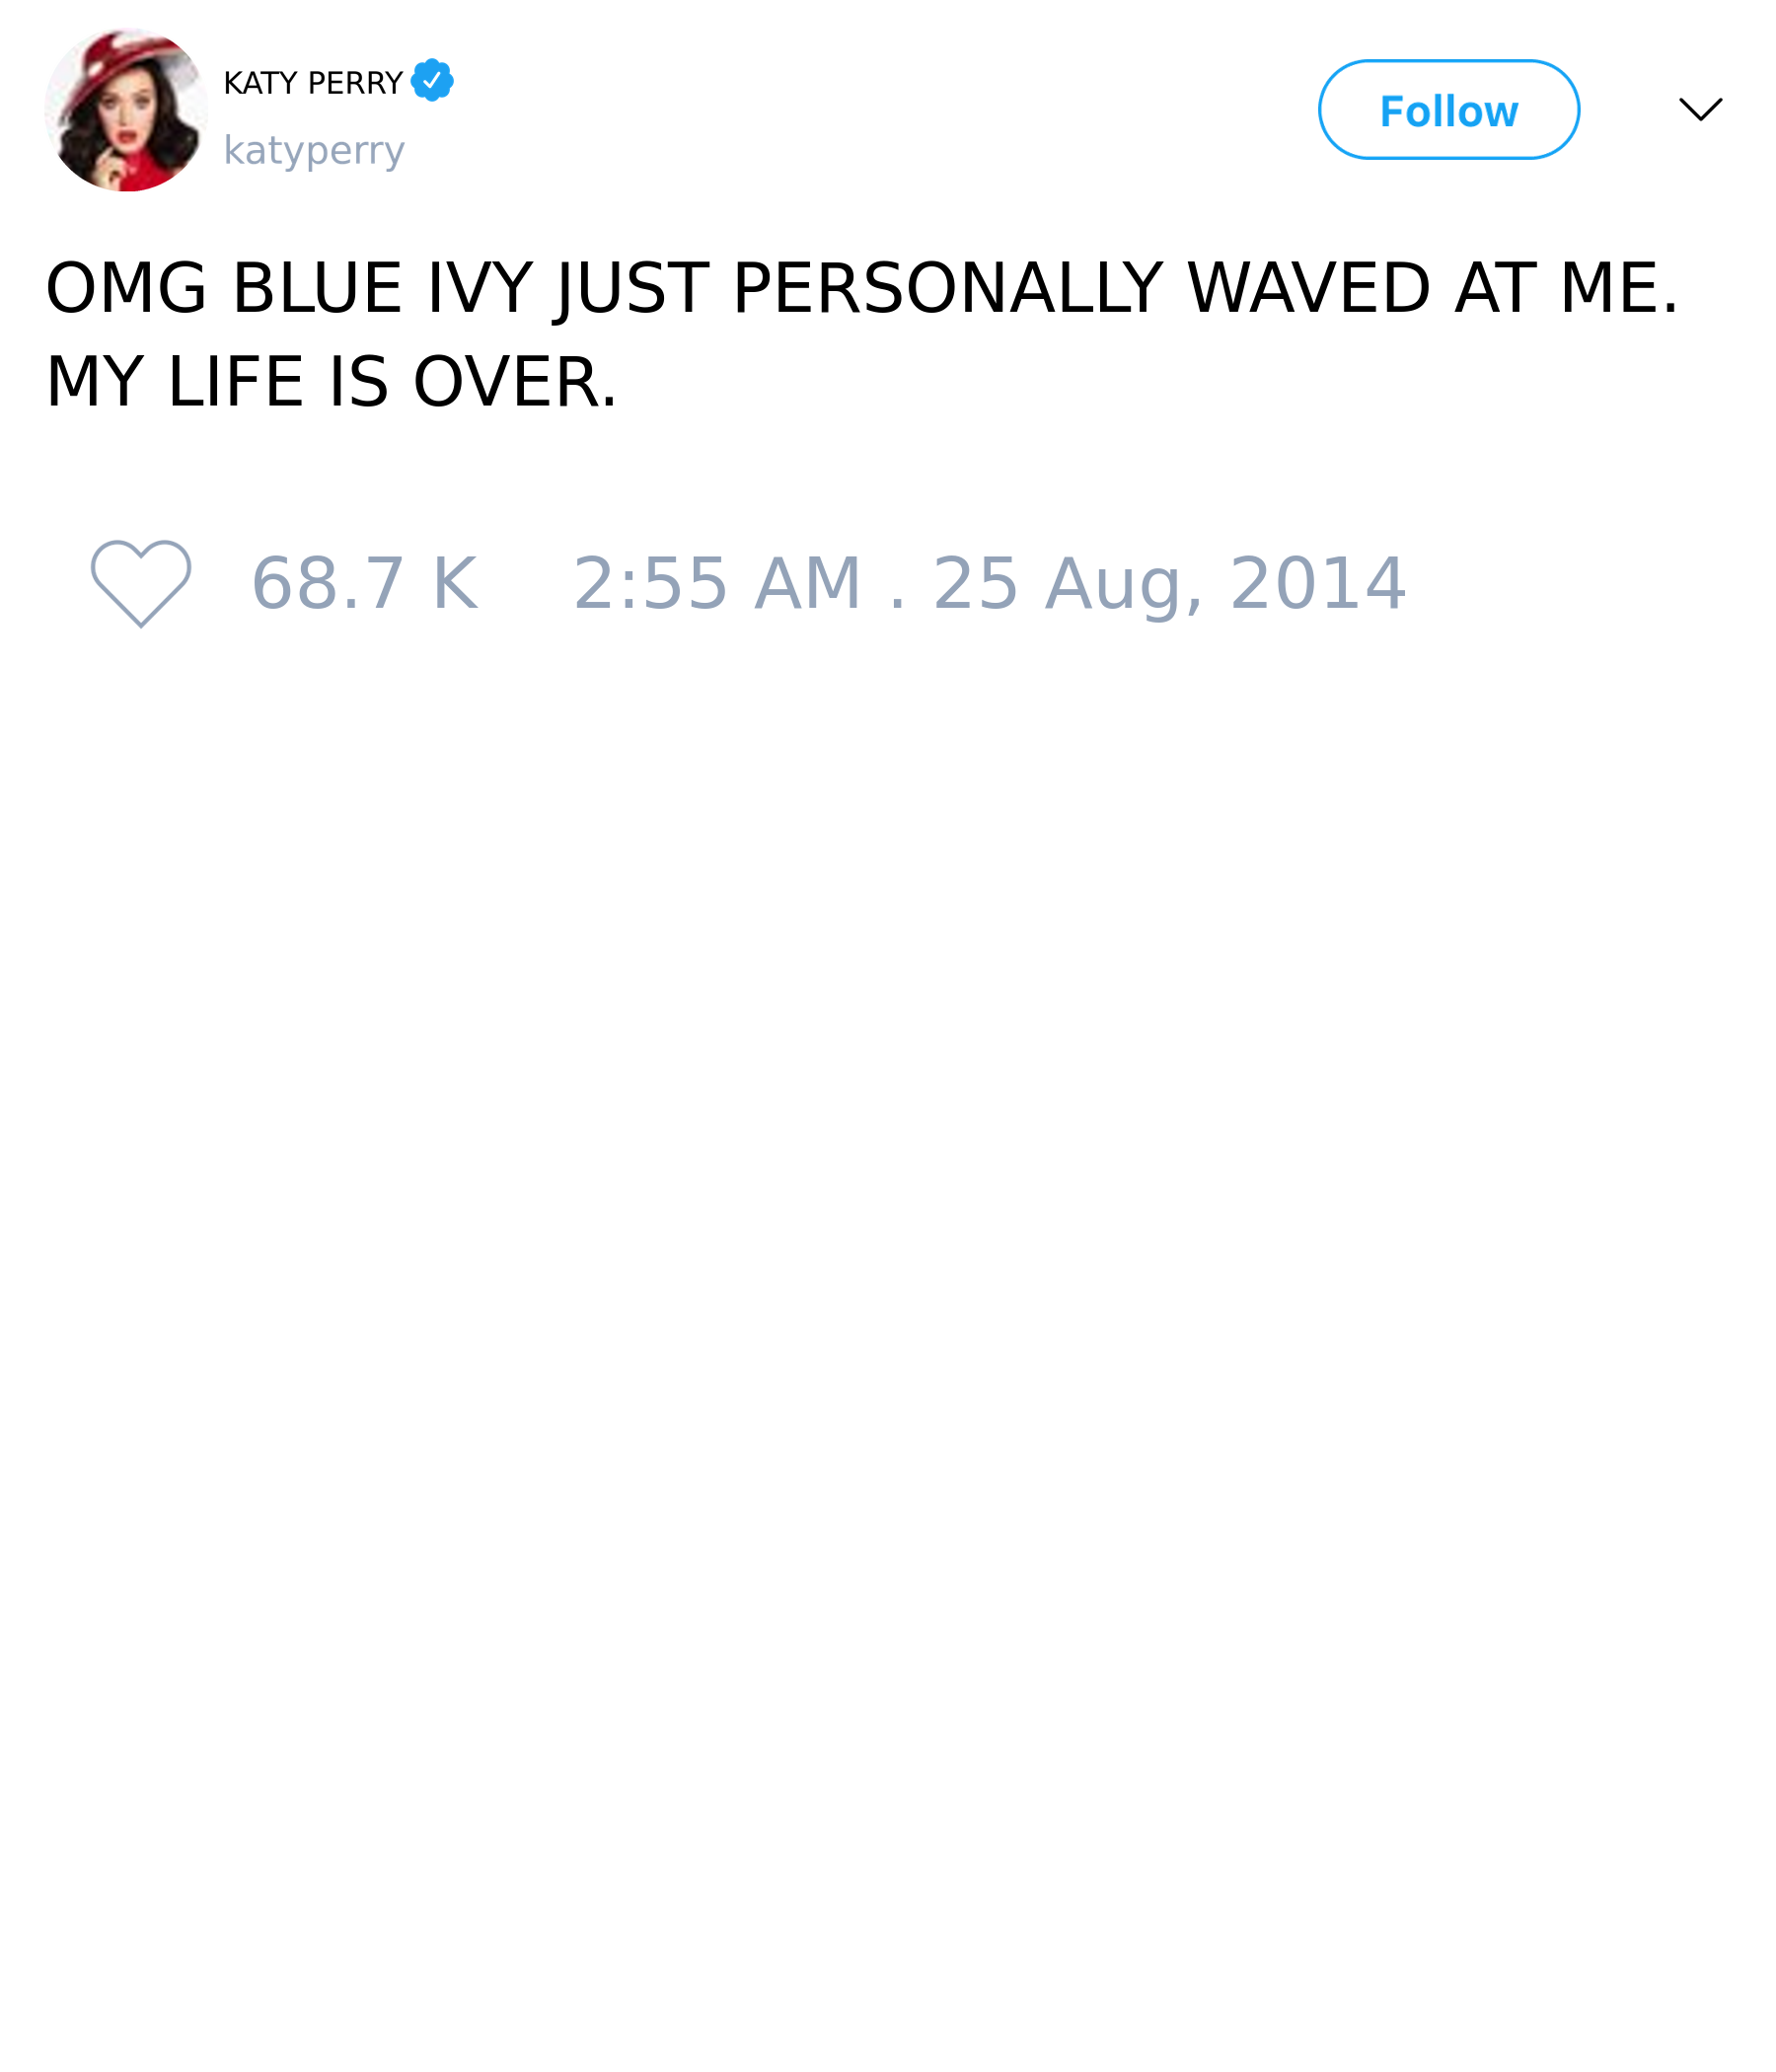 KATY PERRY
katyperry
Follow
OMG BLUE IVY JUST PERSONALLY WAVED AT ME.
MY LIFE IS OVER.
68.7 K 2:55 AM . 25 Aug, 2014